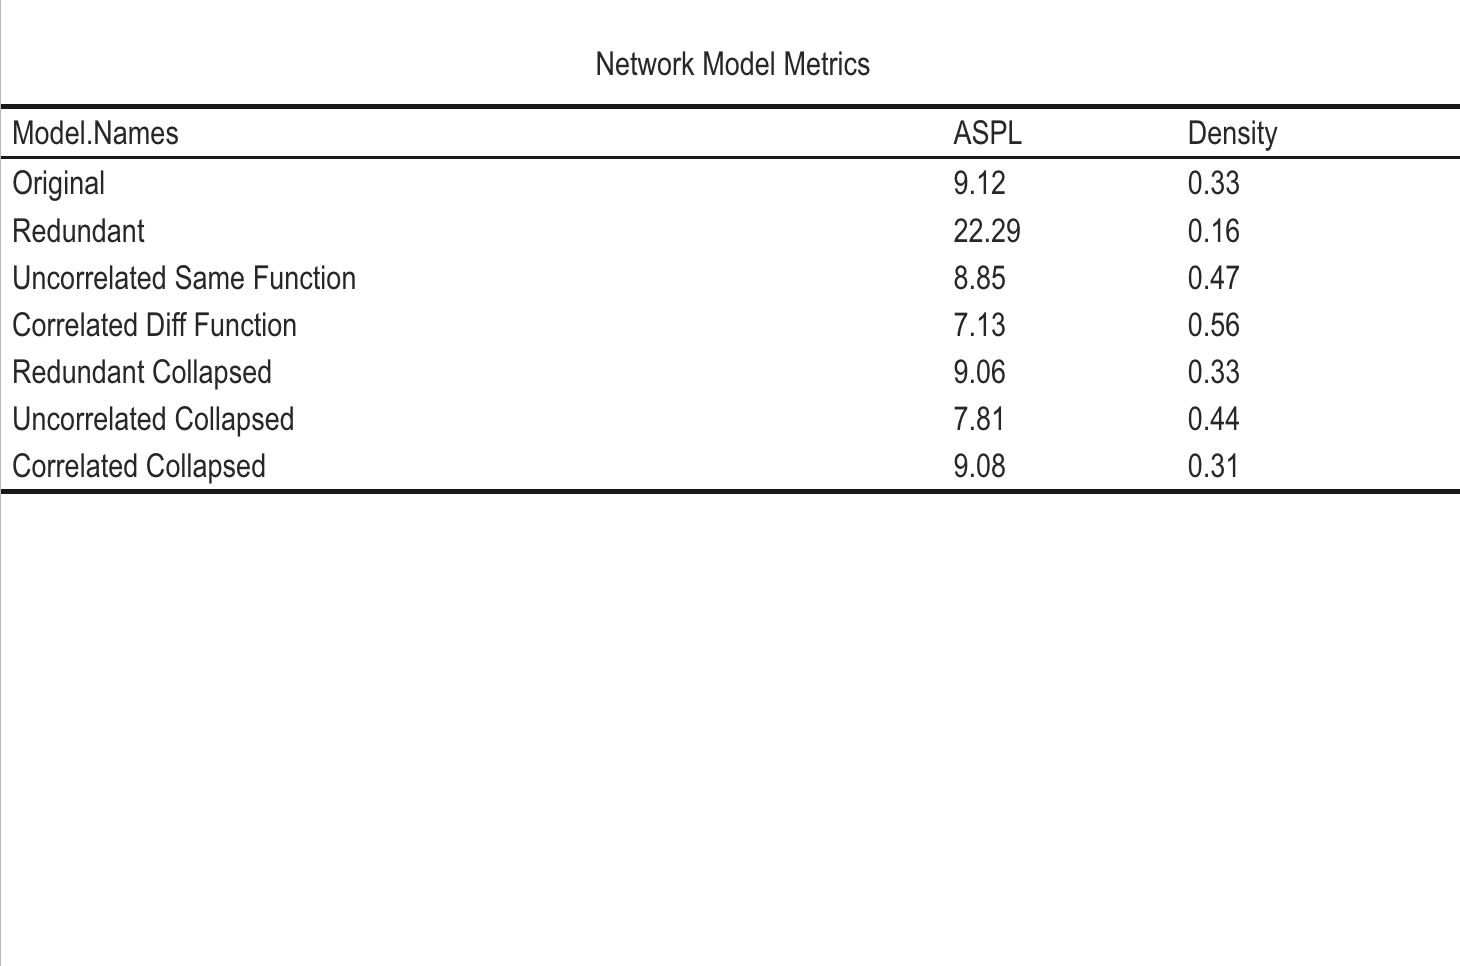 Network Model Metrics
Model.Names ASPL Density
Original 9.12 0.33
Redundant 22.29 0.16
Uncorrelated Same Function 8.85 0.47
Correlated Diff Function 7.13 0.56
Redundant Collapsed 9.06 0.33
Uncorrelated Collapsed 7.81 0.44
Correlated Collapsed 9.08 0.31